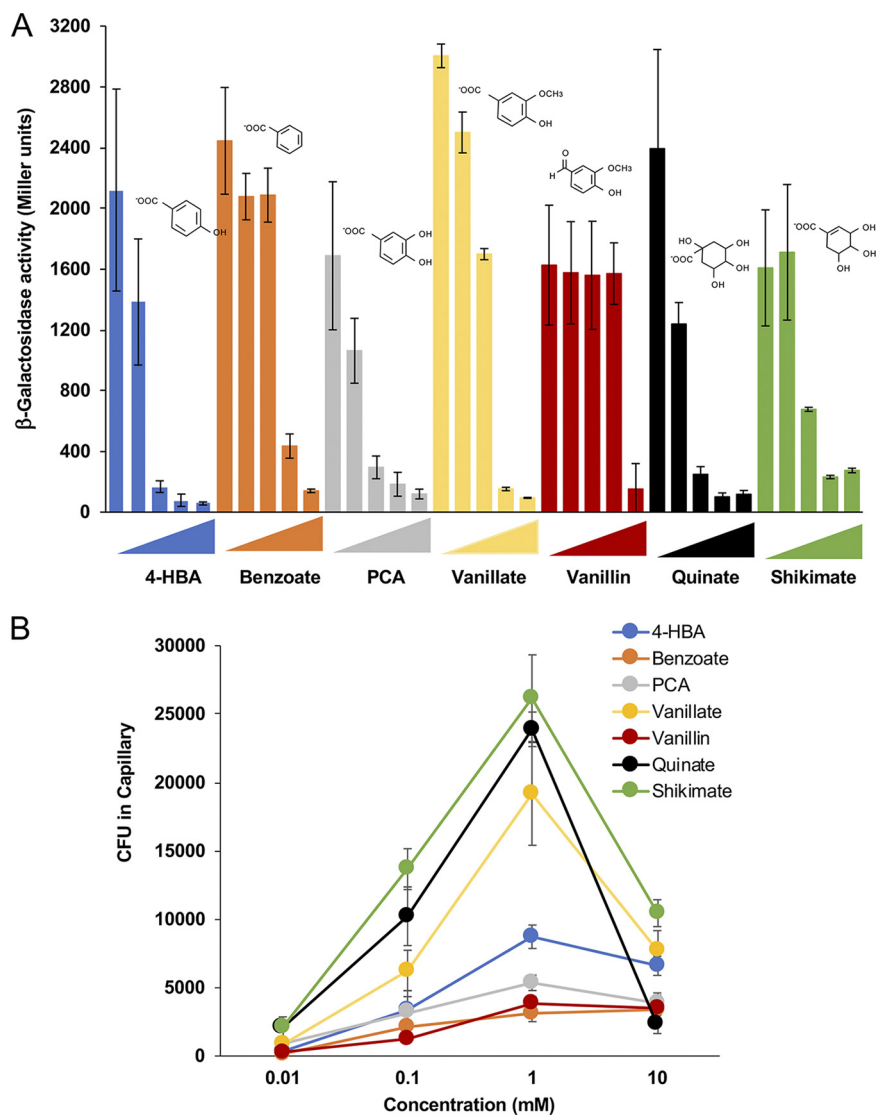 A
β-Galactosidase activity (Miller units)
3200
2800
2400
2000
1600
1200
800
400
0
-OOC
OH
-OOC
-OOC
OH
OH
-OOC
OCH3
OH
O
H
OCH3
OH
HO
OH
-OOC
OH
OH
-OOC
OH
OH
OH
4-HBA Benzoate PCA Vanillate Vanillin Quinate Shikimate
B
CFU in Capillary
30000
25000
20000
15000
10000
5000
0
0.01 0.1 1 10
Concentration (mM)
4-HBA
Benzoate
PCA
Vanillate
Vanillin
Quinate
Shikimate